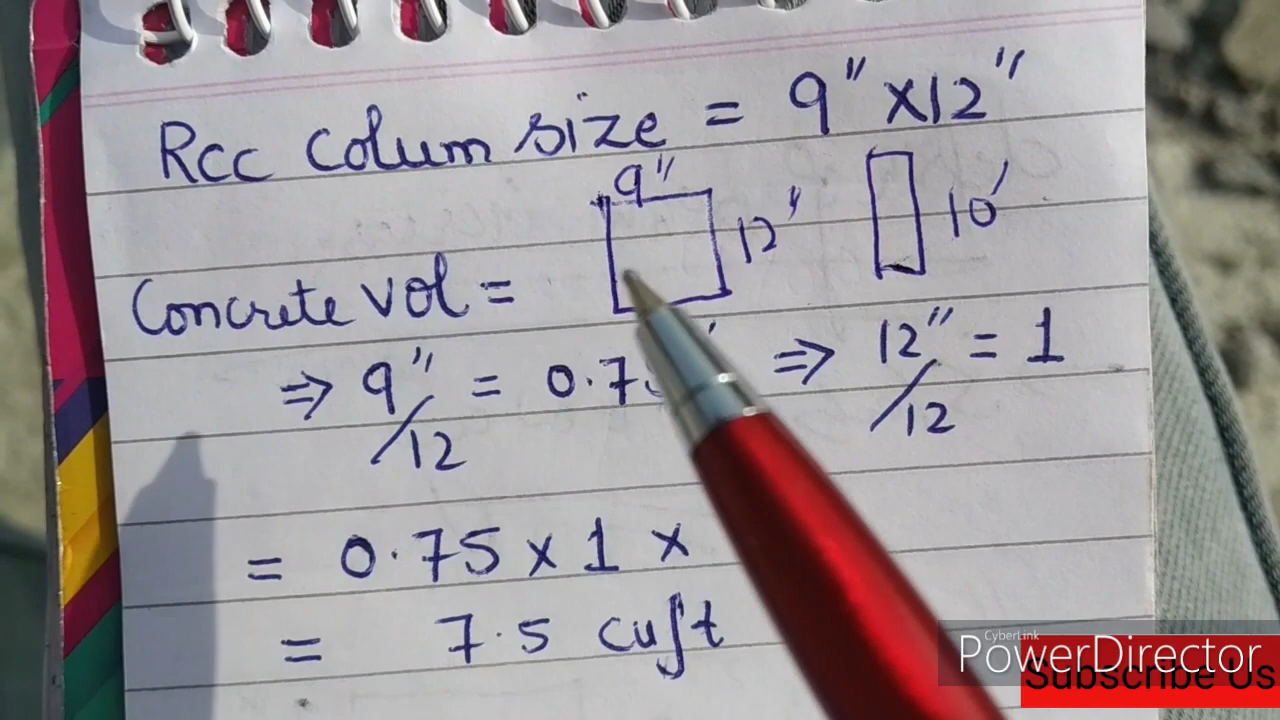 Rcc Colum size = 9" x12"
9"
12" 10'
Concrete vol =
⇒ 9"/12 = 0.7 ⇒ 12"/12 = 1
= 0.75 x 1 x
= 7.5 cuft
CyberLink
PowerDirector
Subscribe Us